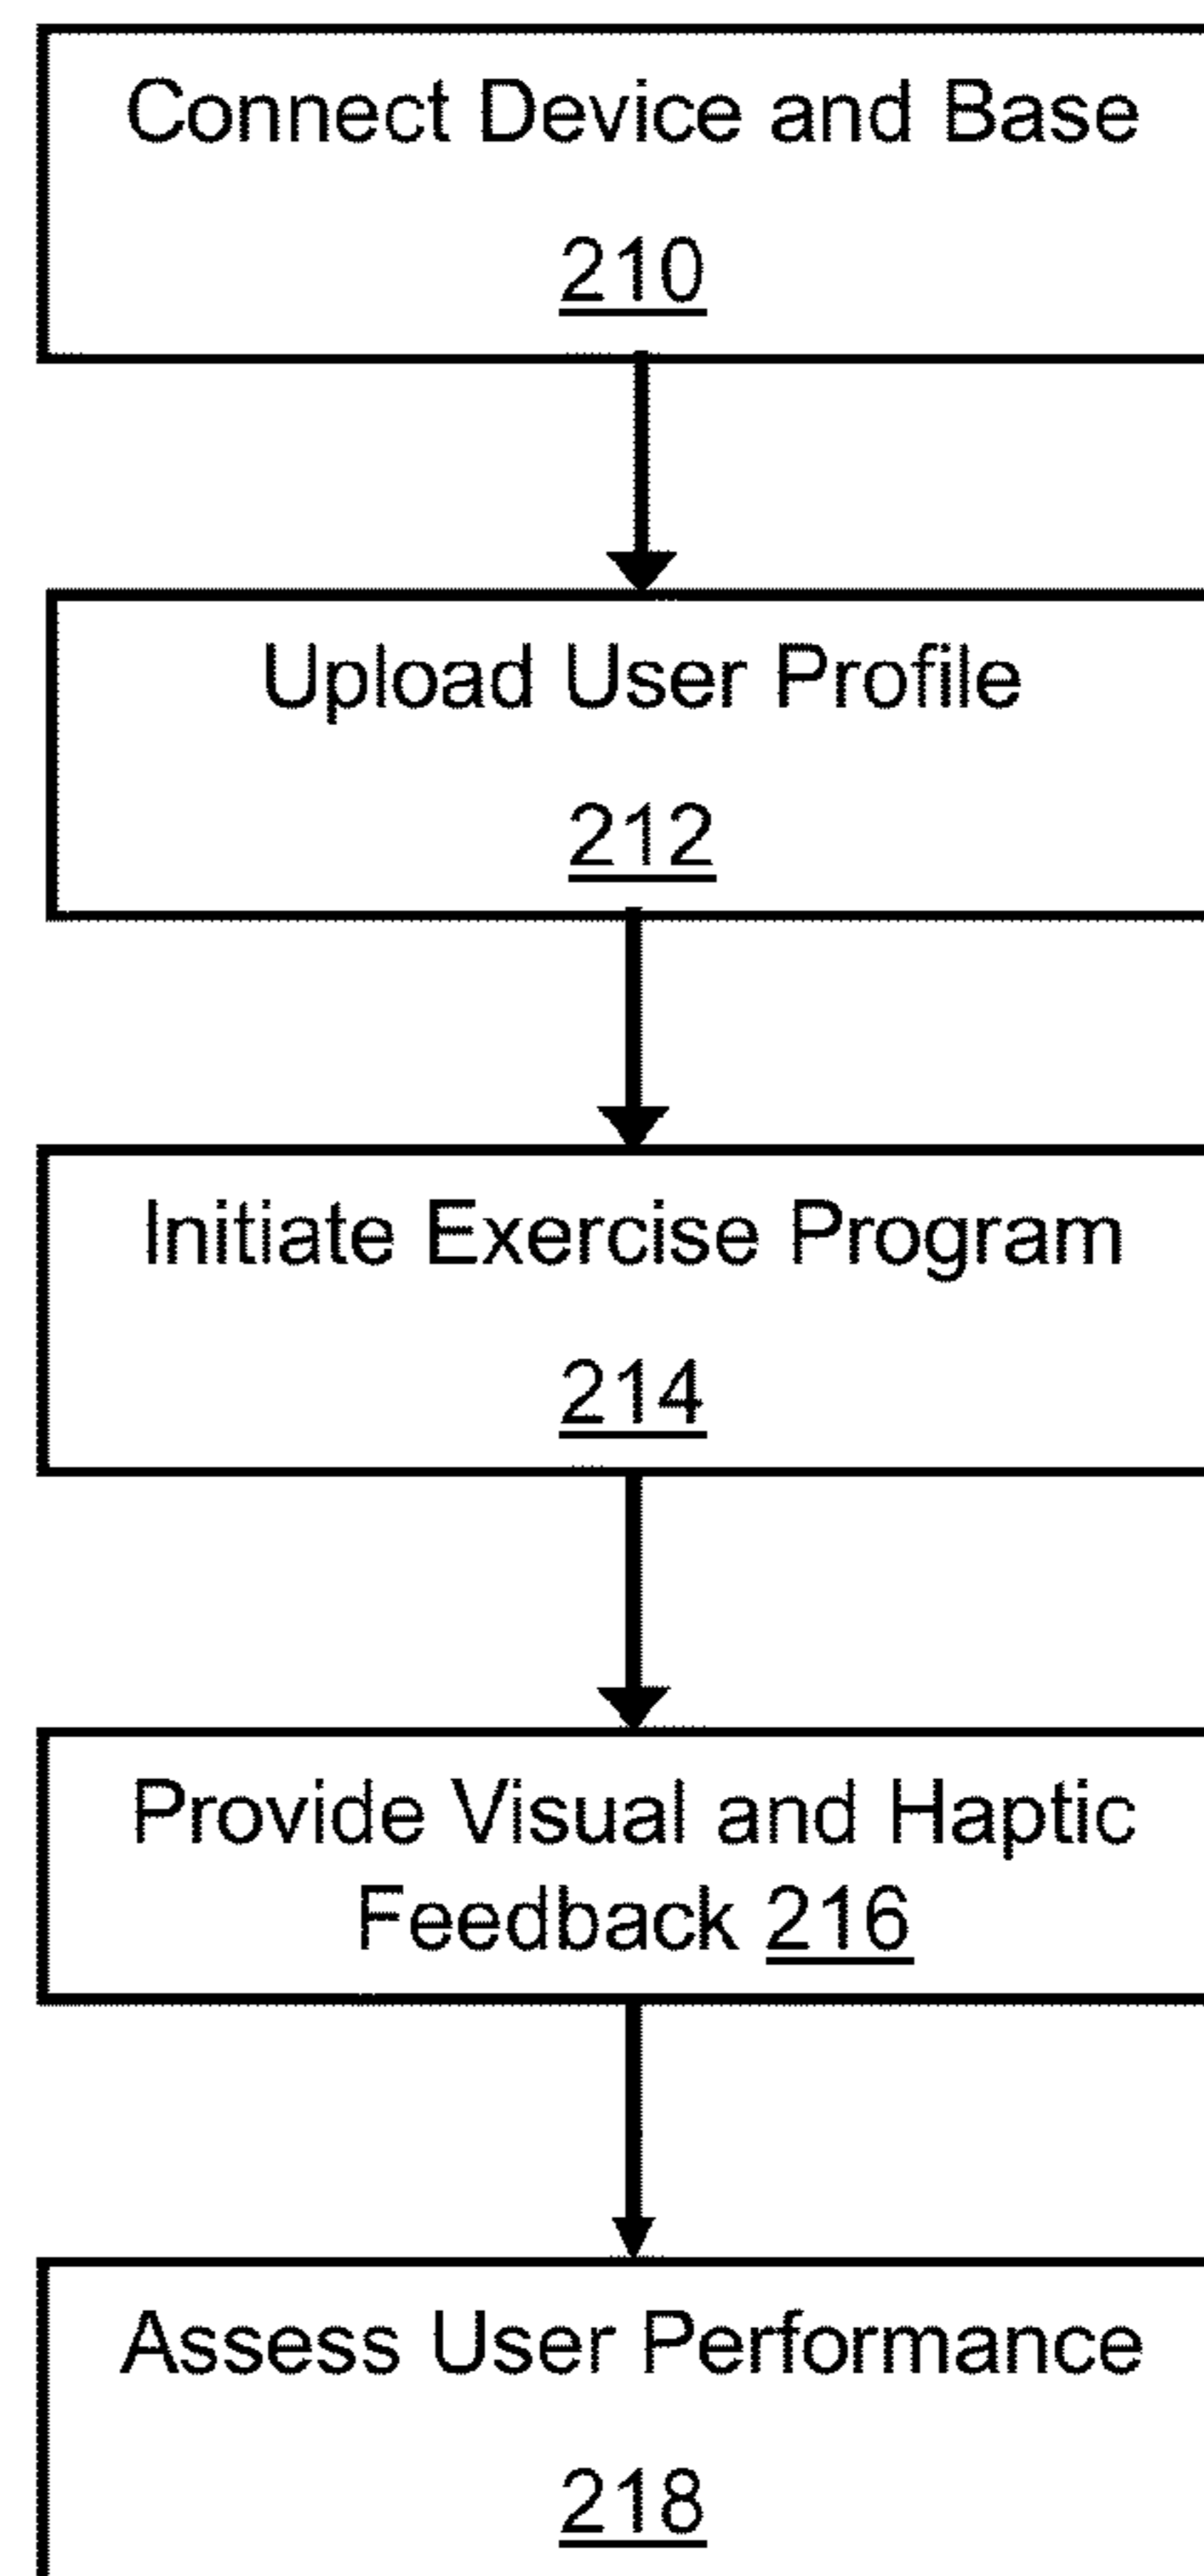 Connect Device and Base
210
Upload User Profile
212
Initiate Exercise Program
214
Provide Visual and Haptic
Feedback 216
Assess User Performance
218